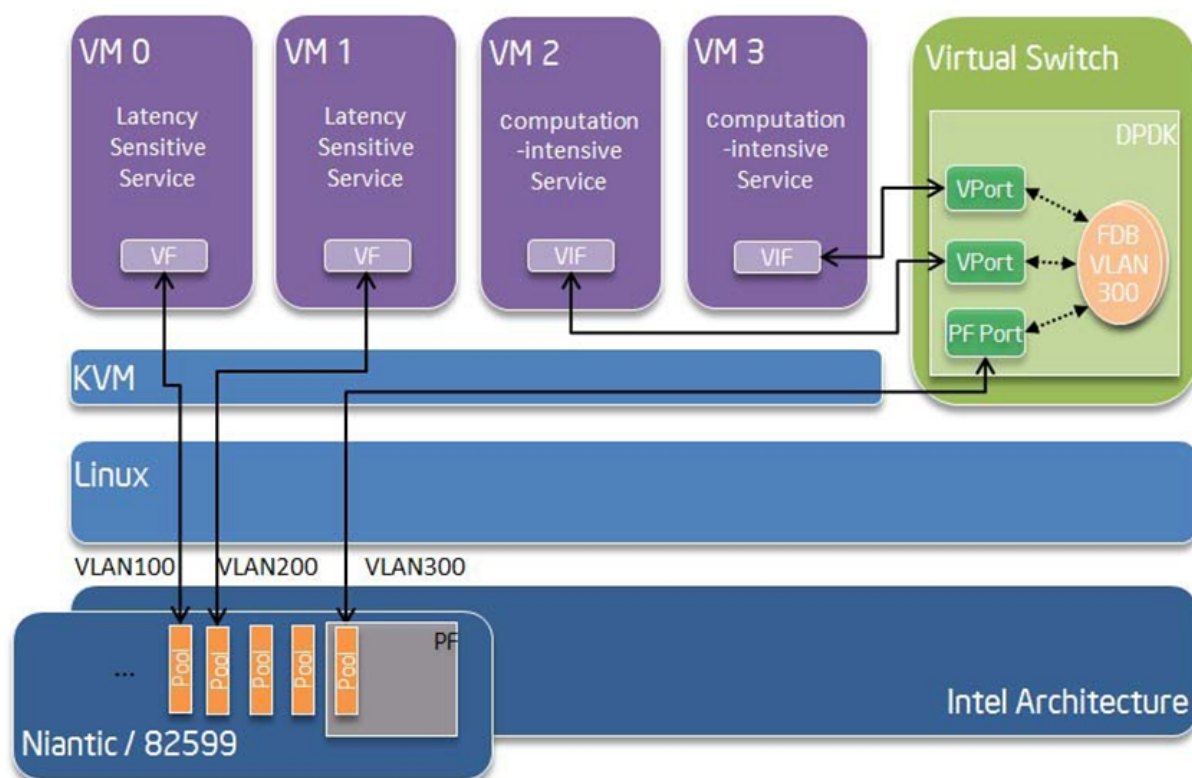 VM 0
Latency
Sensitive
Service
VF
VM 1
Latency
Sensitive
Service
VF
VM 2
computation
-intensive
Service
VIF
VM 3
computation
-intensive
Service
VIF
Virtual Switch
DPDK
VPort
VPort
PF Port
FDB
VLAN
300
KVM
Linux
VLAN100
VLAN200
VLAN300
...
Pool
Pool
Pool
Pool
Pool
PF
Niantic / 82599
Intel Architecture